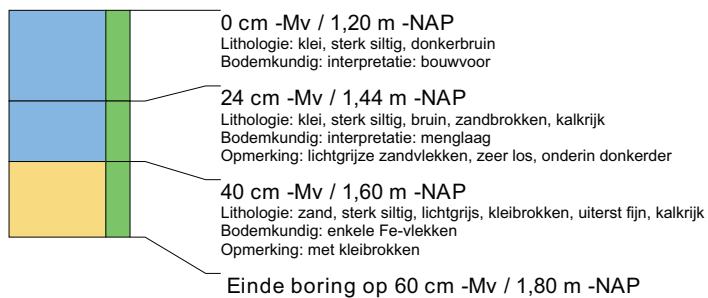 0 cm -Mv / 1,20 m -NAP
Lithologie: klei, sterk siltig, donkerbruin
Bodemkundig: interpretatie: bouwvoor
24 cm -Mv / 1,44 m -NAP
Lithologie: klei, sterk siltig, bruin, zandbrokken, kalkrijk
Bodemkundig: interpretatie: menglaag
Opmerking: lichtgrijze zandvlekken, zeer los, onderin donkerder
40 cm -Mv / 1,60 m -NAP
Lithologie: zand, sterk siltig, lichtgrijs, kleibrokken, uiterst fijn, kalkrijk
Bodemkundig: enkele Fe-vlekken
Opmerking: met kleibrokken
Einde boring op 60 cm -Mv / 1,80 m -NAP